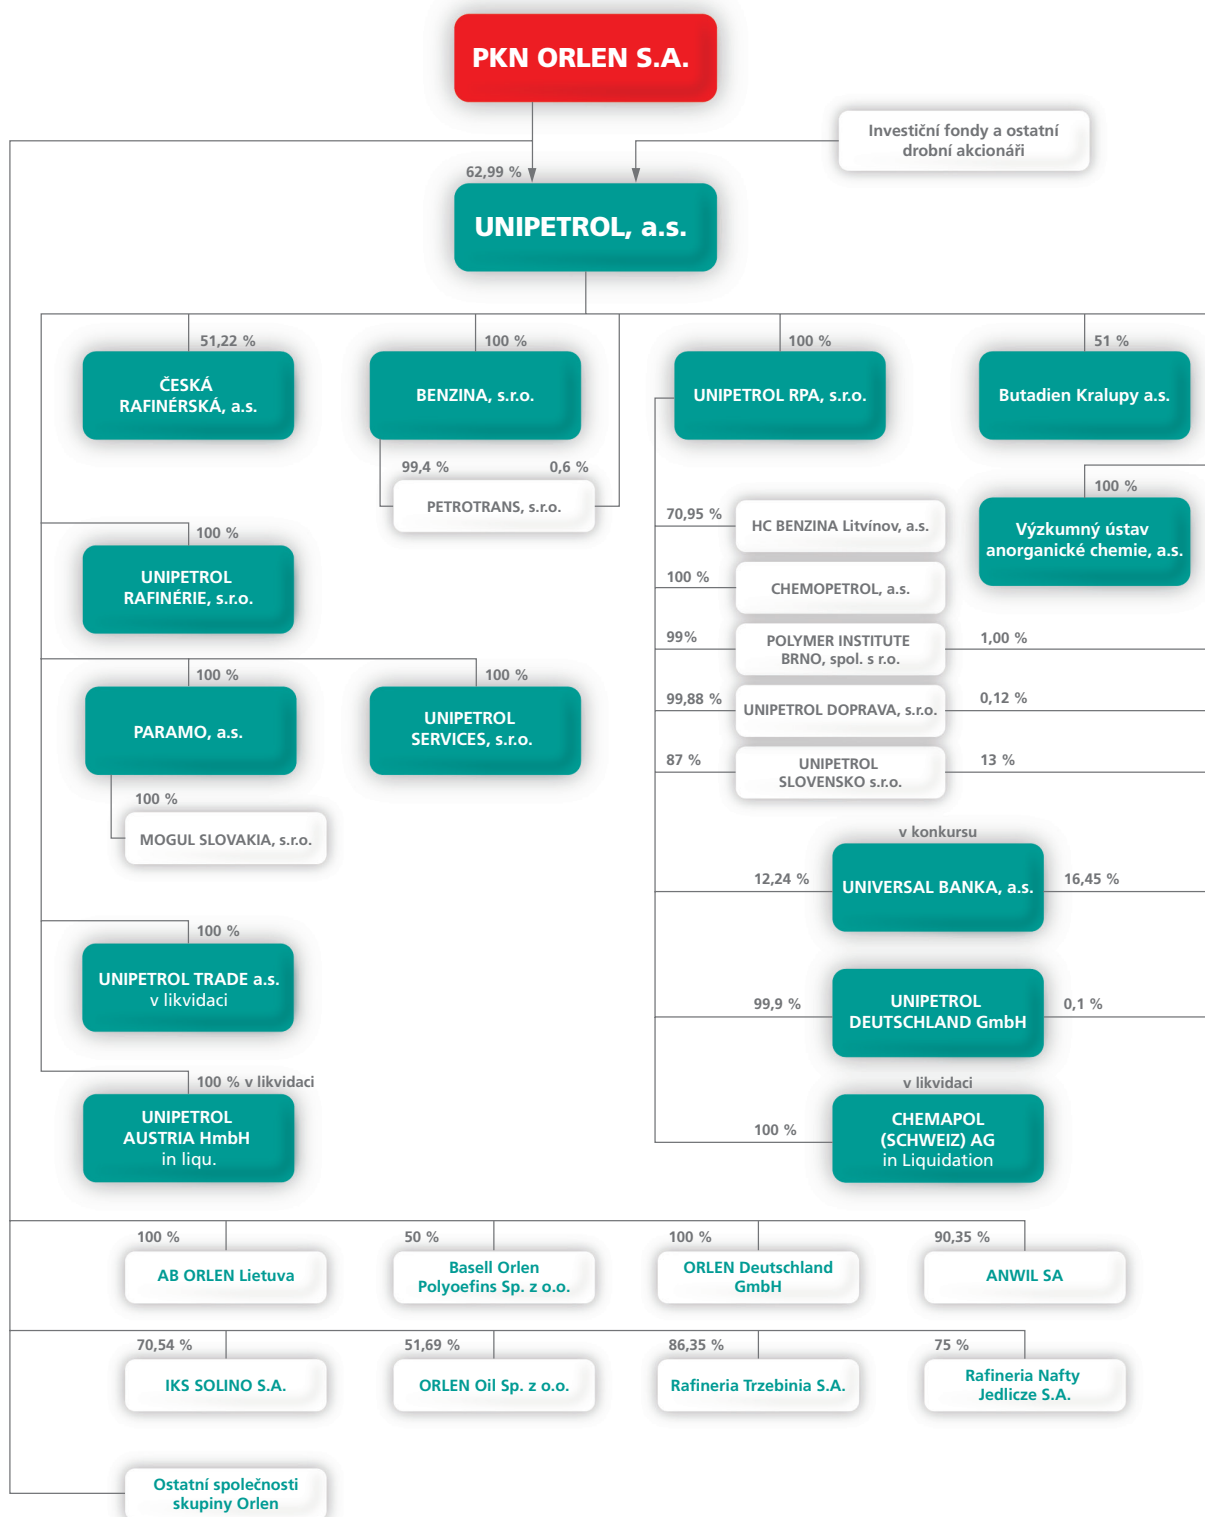 PKN ORLEN S.A.
Investiční fondy a ostatní
drobní akcionáři
62,99 %
UNIPETROL, a.s.
51,22 %
100 %
100 %
51 %
ČESKÁ
RAFINÉRSKÁ, a.s.
BENZINA, s.r.o.
UNIPETROL RPA, s.r.o.
Butadien Kralupy a.s.
99,4 %
0,6 %
PETROTRANS, s.r.o.
100 %
Výzkumný ústav
anorganické chemie, a.s.
70,95 %
HC BENZINA Litvínov, a.s.
100 %
UNIPETROL
RAFINÉRIE, s.r.o.
100 %
CHEMOPETROL, a.s.
99%
POLYMER INSTITUTE
BRNO, spol. s r.o.
1,00 %
100 %
PARAMO, a.s.
100 %
UNIPETROL
SERVICES, s.r.o.
99,88 %
UNIPETROL DOPRAVA, s.r.o.
0,12 %
87 %
UNIPETROL
SLOVENSKO s.r.o.
13 %
100 %
MOGUL SLOVAKIA, s.r.o.
v konkursu
12,24 %
UNIVERSAL BANKA, a.s.
16,45 %
100 %
UNIPETROL TRADE a.s.
v likvidaci
99,9 %
UNIPETROL
DEUTSCHLAND GmbH
0,1 %
100 % v likvidaci
UNIPETROL
AUSTRIA HmbH
in liqu.
v likvidaci
100 %
CHEMAPOL
(SCHWEIZ) AG
in Liquidation
100 %
50 %
100 %
90,35 %
AB ORLEN Lietuva
Basell Orlen
Polyoefins Sp. z o.o.
ORLEN Deutschland
GmbH
ANWIL SA
70,54 %
51,69 %
86,35 %
75 %
IKS SOLINO S.A.
ORLEN Oil Sp. z o.o.
Rafineria Trzebinia S.A.
Rafineria Nafty
Jedlicze S.A.
Ostatní společnosti
skupiny Orlen